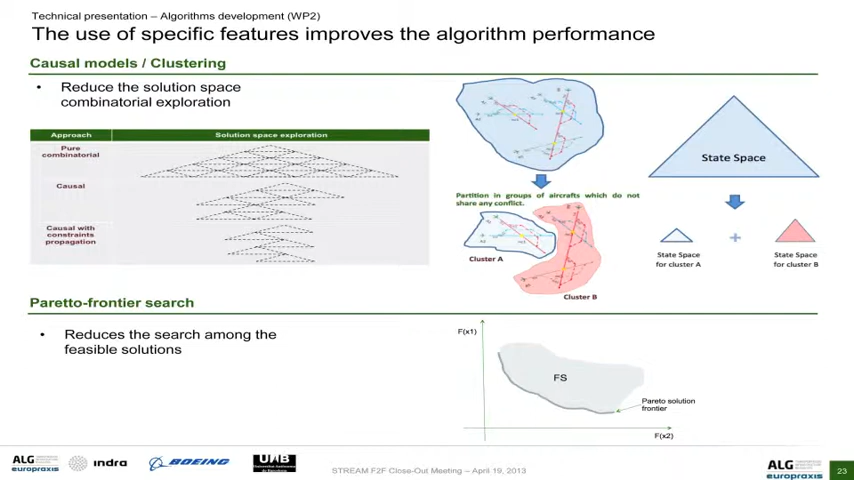 Technical presentation – Algorithms development (WP2)
The use of specific features improves the algorithm performance
Causal models / Clustering
• Reduce the solution space
combinatorial exploration
Approach Solution space exploration
Pure
combinatorial
Causal
Causal with
constraints
propagation
Partition in groups of aircrafts which do not
share any conflict.
Cluster A
Cluster B
State Space
State Space
for cluster A
+
State Space
for cluster B
Paretto-frontier search
• Reduces the search among the
feasible solutions
F(x1)
FS
Pareto solution
frontier
F(x2)
ALG
europraxis
indra
BOEING
UAB
Universitat Autònoma
de Barcelona
STREAM F2F Close-Out Meeting – April 19, 2013
ALG
europraxis
23